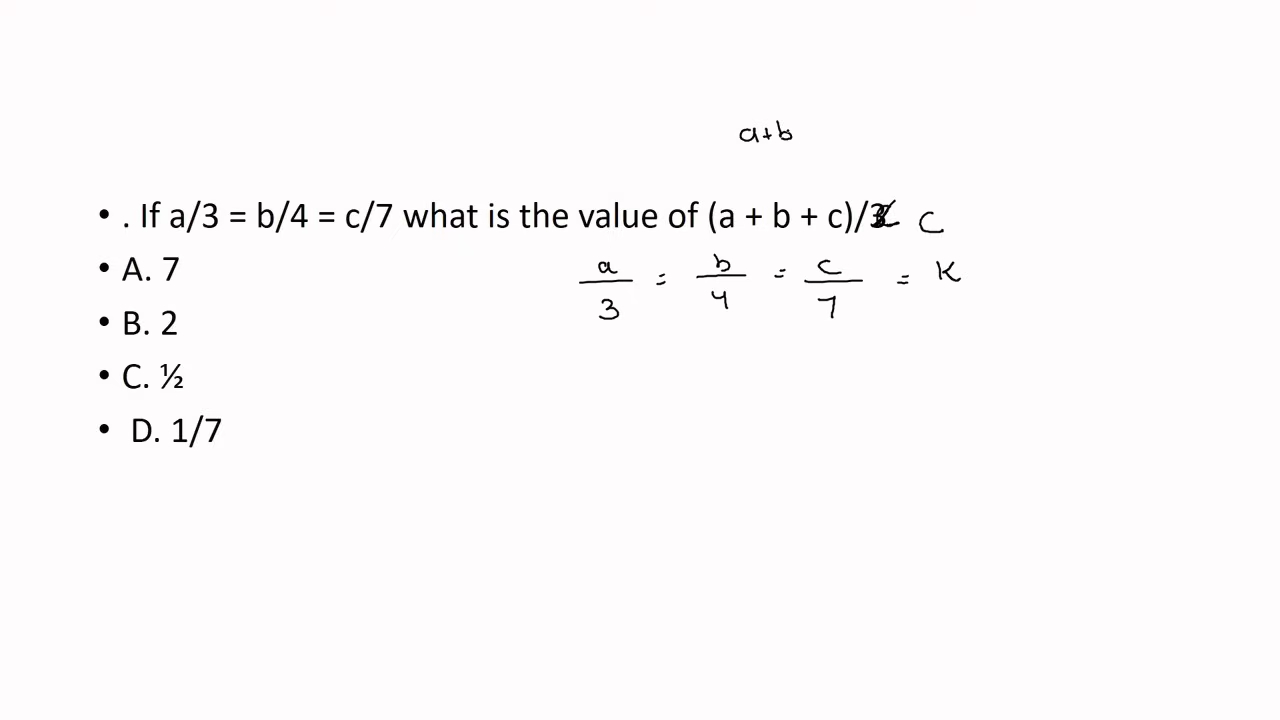 a+b
• . If a/3 = b/4 = c/7 what is the value of (a + b + c)/3 c
• A. 7
a/3 = b/4 = c/7 = K
• B. 2
• C. ½
• D. 1/7